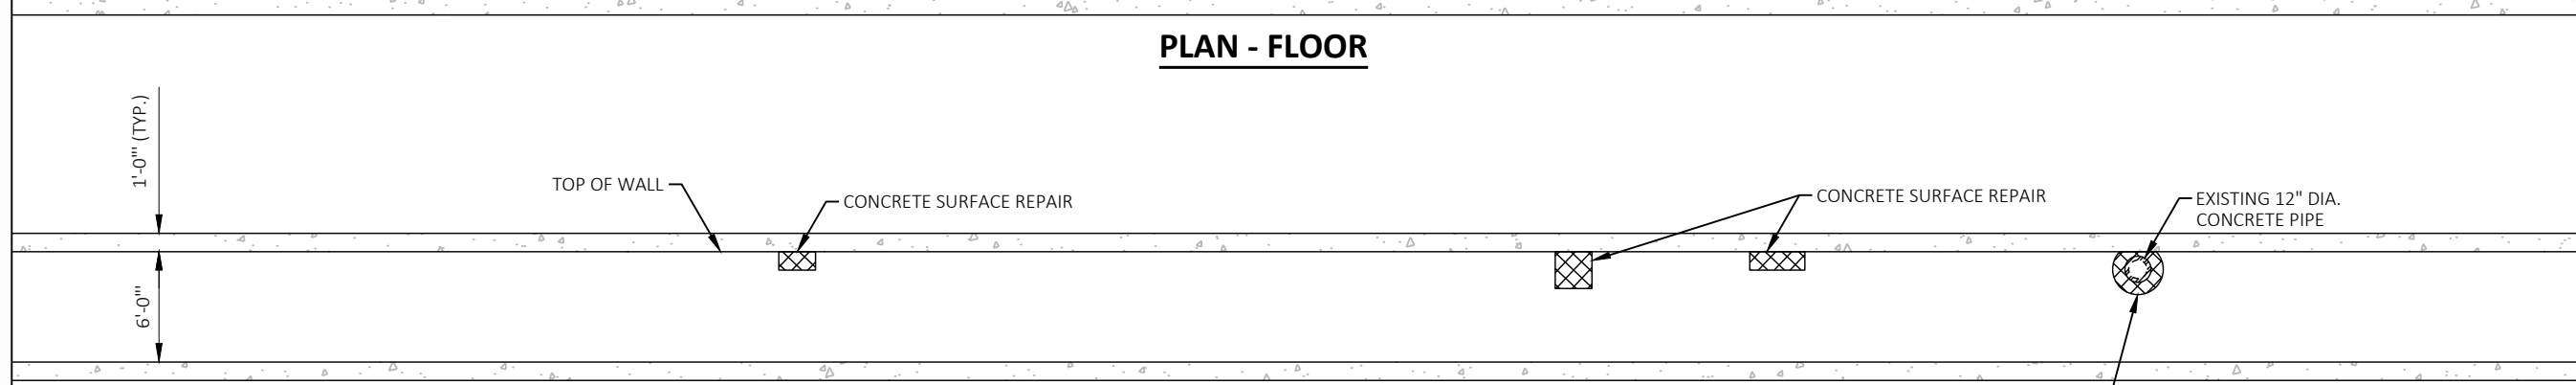 PLAN - FLOOR
1'-0"' (TYP.)
TOP OF WALL
CONCRETE SURFACE REPAIR
CONCRETE SURFACE REPAIR
EXISTING 12" DIA.
CONCRETE PIPE
6'-0"'